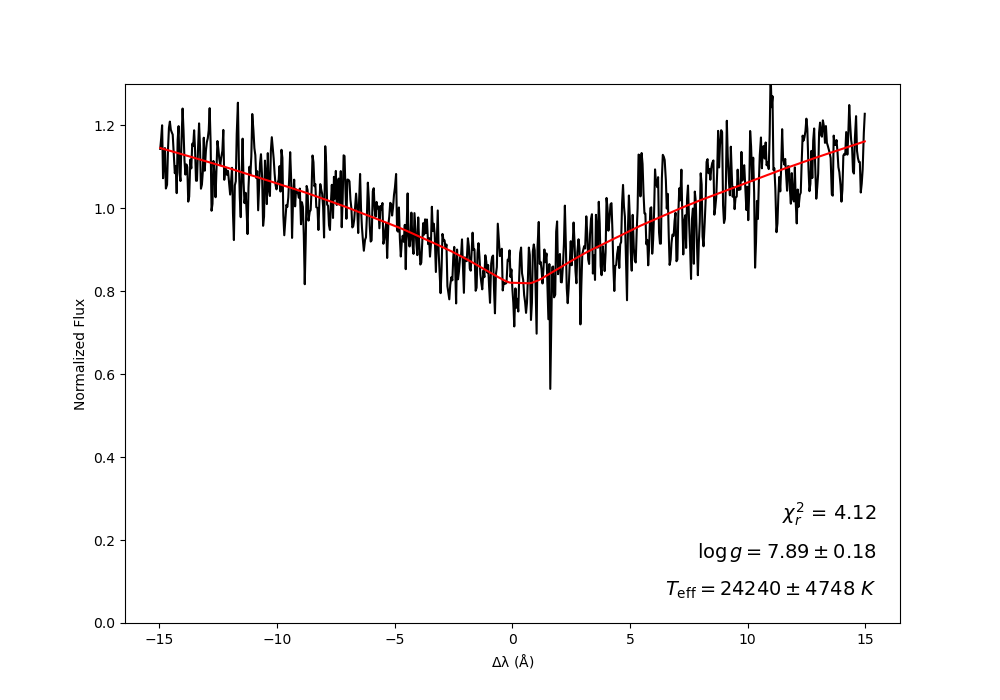 1.2
1.0
0.8
0.6
0.4
0.2
0.0
Normalized Flux
χ²ᵣ = 4.12
log g = 7.89 ± 0.18
T_eff = 24240 ± 4748 K
−15 −10 −5 0 5 10 15
Δλ (Å)